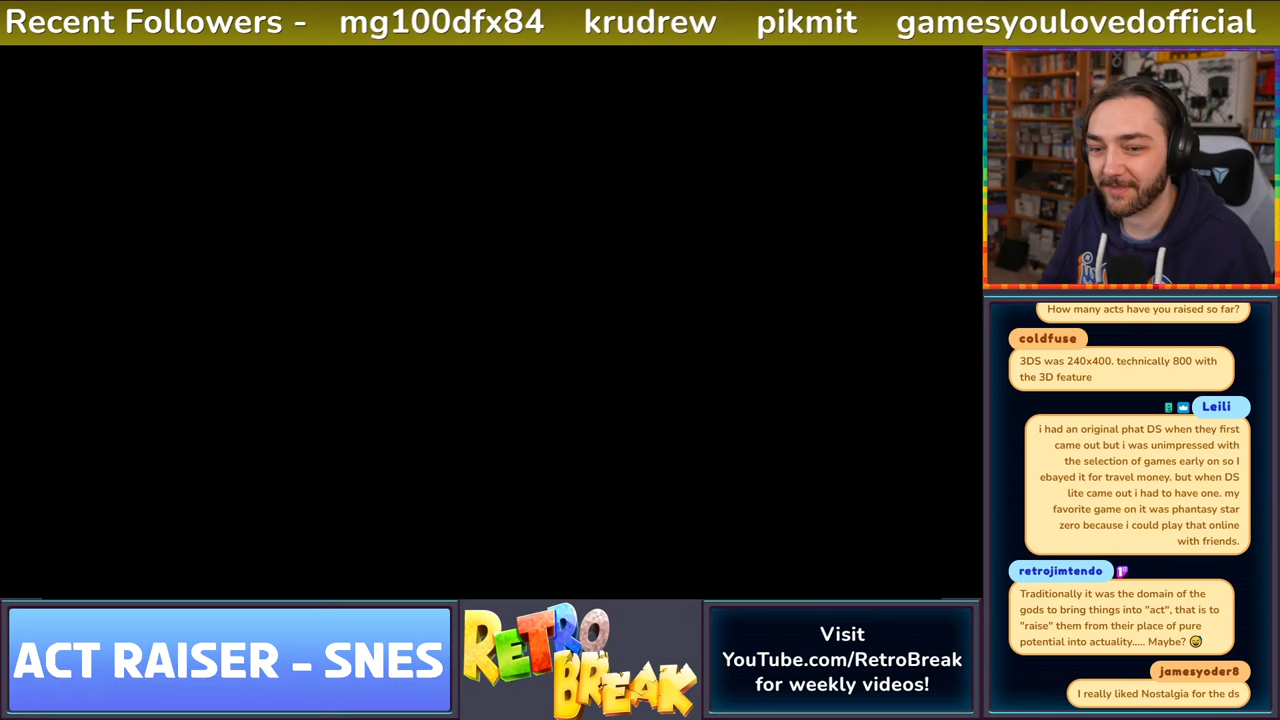 Recent Followers - mg100dfx84 krudrew pikmit gamesyoulovedofficial
How many acts have you raised so far?
coldfuse
3DS was 240x400. technically 800 with
the 3D feature
Leili
i had an original phat DS when they first
came out but i was unimpressed with
the selection of games early on so I
ebayed it for travel money. but when DS
lite came out i had to have one. my
favorite game on it was phantasy star
zero because i could play that online
with friends.
retrojimtendo
Traditionally it was the domain of the
gods to bring things into "act", that is to
"raise" them from their place of pure
potential into actuality..... Maybe? 😅
jamesyoder8
I really liked Nostalgia for the ds
ACT RAISER - SNES
RETRO
BREAK
Visit
YouTube.com/RetroBreak
for weekly videos!